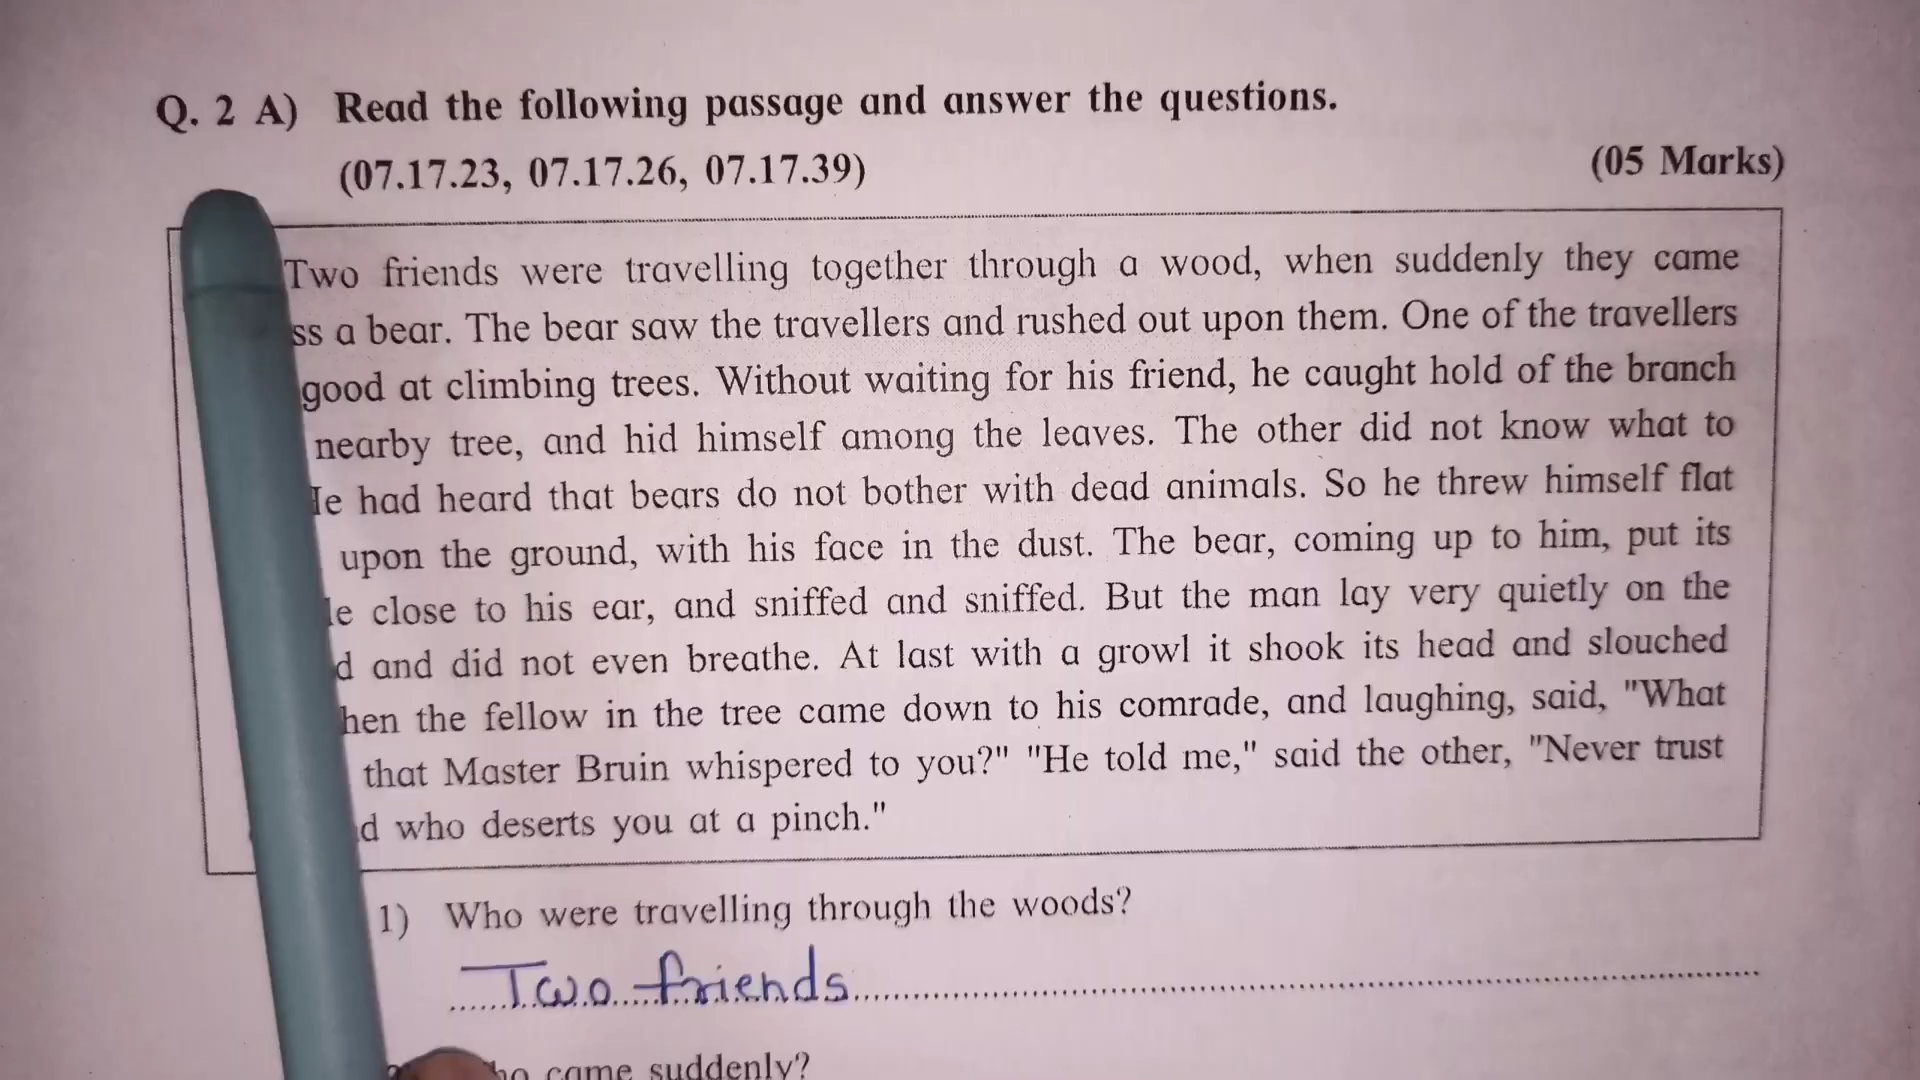 Q. 2 A) Read the following passage and answer the questions.
(07.17.23, 07.17.26, 07.17.39) (05 Marks)
Two friends were travelling together through a wood, when suddenly they came
ss a bear. The bear saw the travellers and rushed out upon them. One of the travellers
good at climbing trees. Without waiting for his friend, he caught hold of the branch
nearby tree, and hid himself among the leaves. The other did not know what to
He had heard that bears do not bother with dead animals. So he threw himself flat
upon the ground, with his face in the dust. The bear, coming up to him, put its
le close to his ear, and sniffed and sniffed. But the man lay very quietly on the
d and did not even breathe. At last with a growl it shook its head and slouched
hen the fellow in the tree came down to his comrade, and laughing, said, "What
that Master Bruin whispered to you?" "He told me," said the other, "Never trust
d who deserts you at a pinch."
1) Who were travelling through the woods?
Two friends
ho came suddenly?